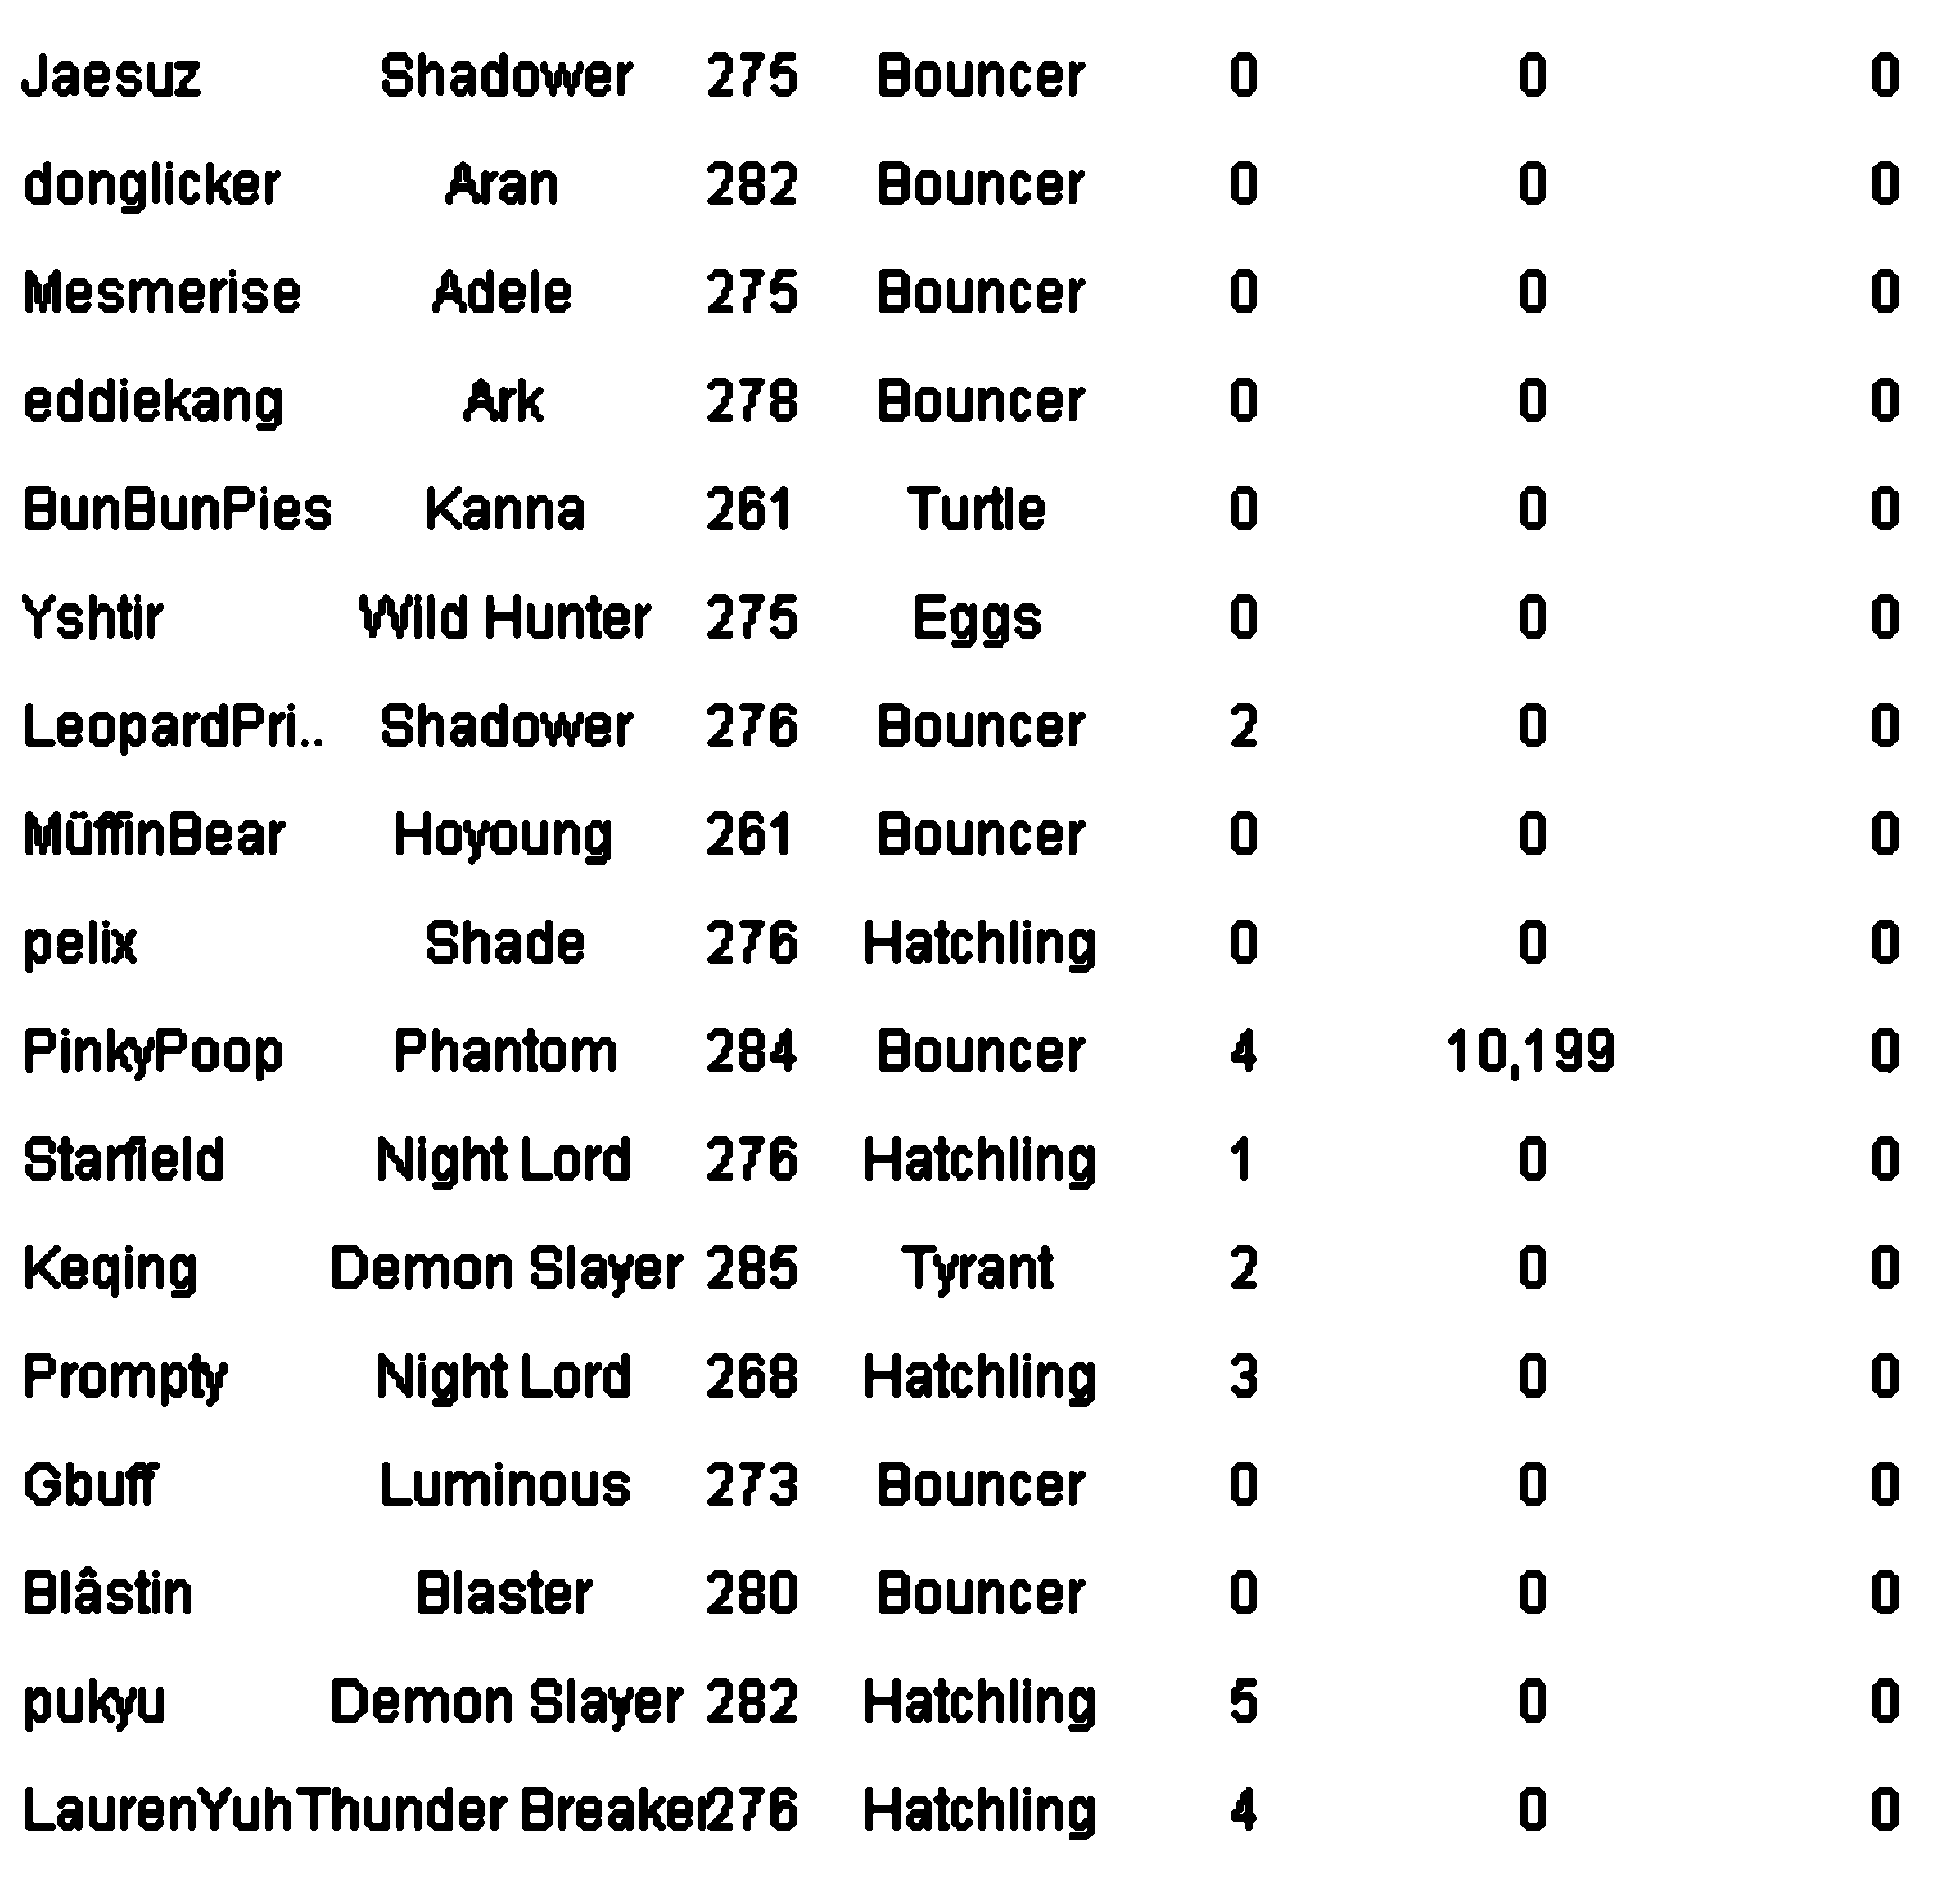 Jaesuz Shadower 275 Bouncer 0 0 0
donglicker Aran 282 Bouncer 0 0 0
Mesmerise Adele 275 Bouncer 0 0 0
eddiekang Ark 278 Bouncer 0 0 0
BunBunPies Kanna 261 Turtle 0 0 0
Yshtir Wild Hunter 275 Eggs 0 0 0
LeopardPri.. Shadower 276 Bouncer 2 0 0
MüffinBear Hoyoung 261 Bouncer 0 0 0
pelix Shade 276 Hatchling 0 0 0
PinkyPoop Phantom 284 Bouncer 4 10,199 0
Starfield Night Lord 276 Hatchling 1 0 0
Keqing Demon Slayer 285 Tyrant 2 0 0
Prompty Night Lord 268 Hatchling 3 0 0
Gbuff Luminous 273 Bouncer 0 0 0
Blâstin Blaster 280 Bouncer 0 0 0
pukyu Demon Slayer 282 Hatchling 5 0 0
LaurenYuh Thunder Breaker 276 Hatchling 4 0 0